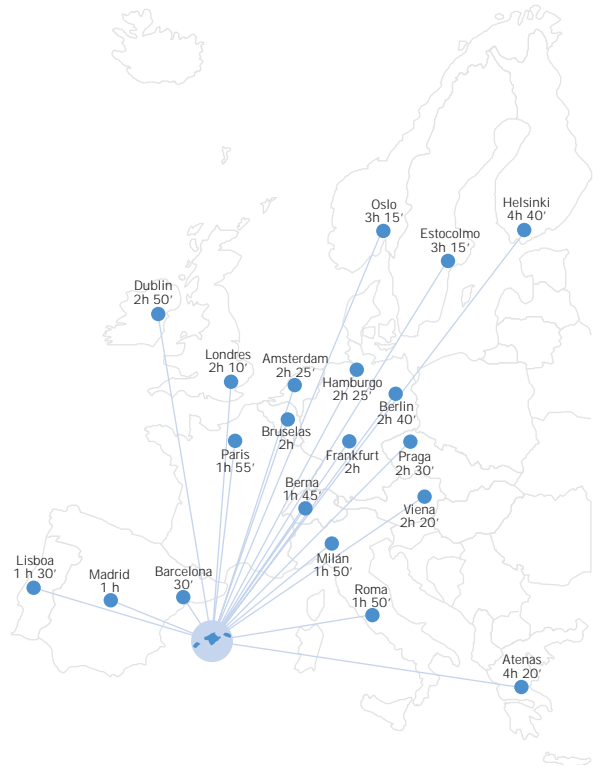 Oslo
3h 15’
Helsinki
4h 40’
Estocolmo
3h 15’
Dublin
2h 50’
Londres
2h 10’
Amsterdam
2h 25’
Hamburgo
2h 25’
Berlin
2h 40’
Bruselas
2h
Paris
1h 55’
Frankfurt
2h
Praga
2h 30’
Berna
1h 45’
Viena
2h 20’
Milán
1h 50’
Lisboa
1 h 30’
Madrid
1 h
Barcelona
30’
Roma
1h 50’
Atenas
4h 20’